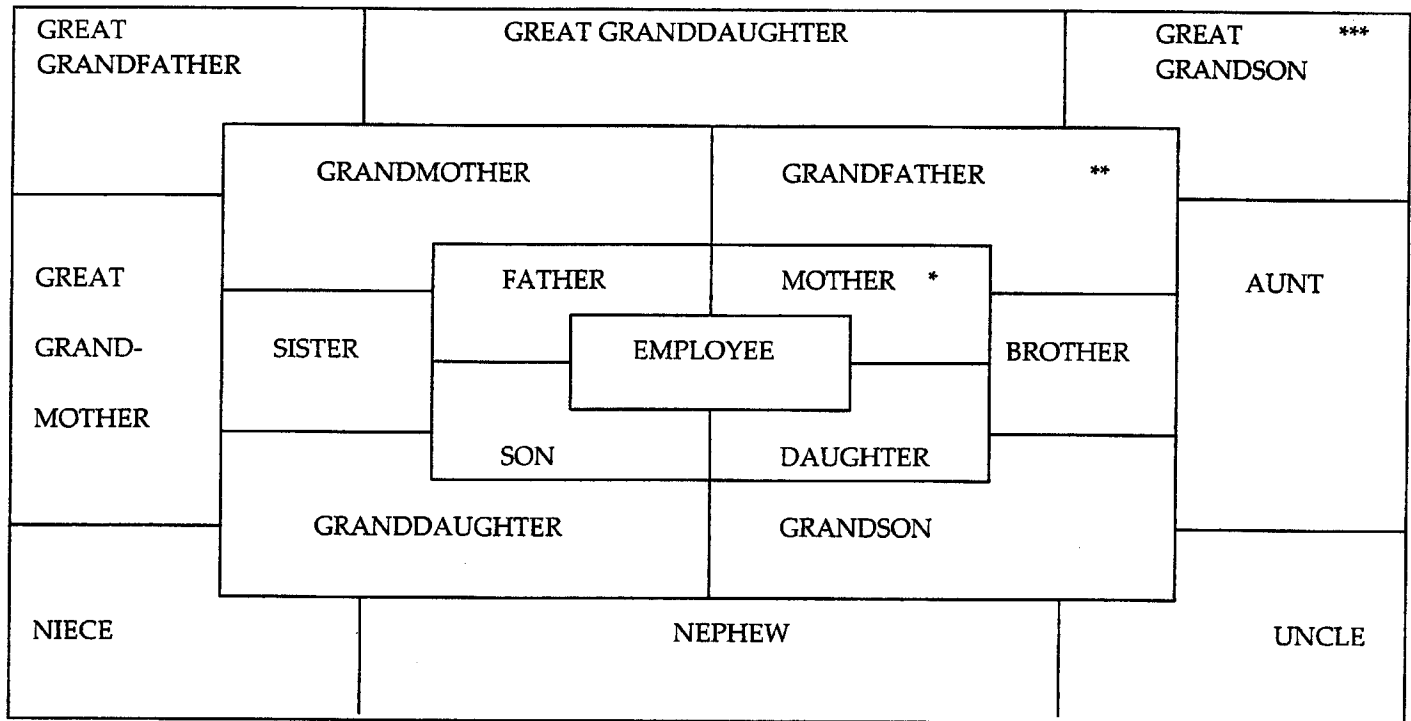 GREAT GRANDFATHER
GREAT GRANDDAUGHTER
GREAT ***
GRANDSON
GRANDMOTHER
GRANDFATHER **
GREAT
GRAND-
MOTHER
FATHER
MOTHER *
AUNT
SISTER
EMPLOYEE
BROTHER
SON
DAUGHTER
GRANDDAUGHTER
GRANDSON
NIECE
NEPHEW
UNCLE